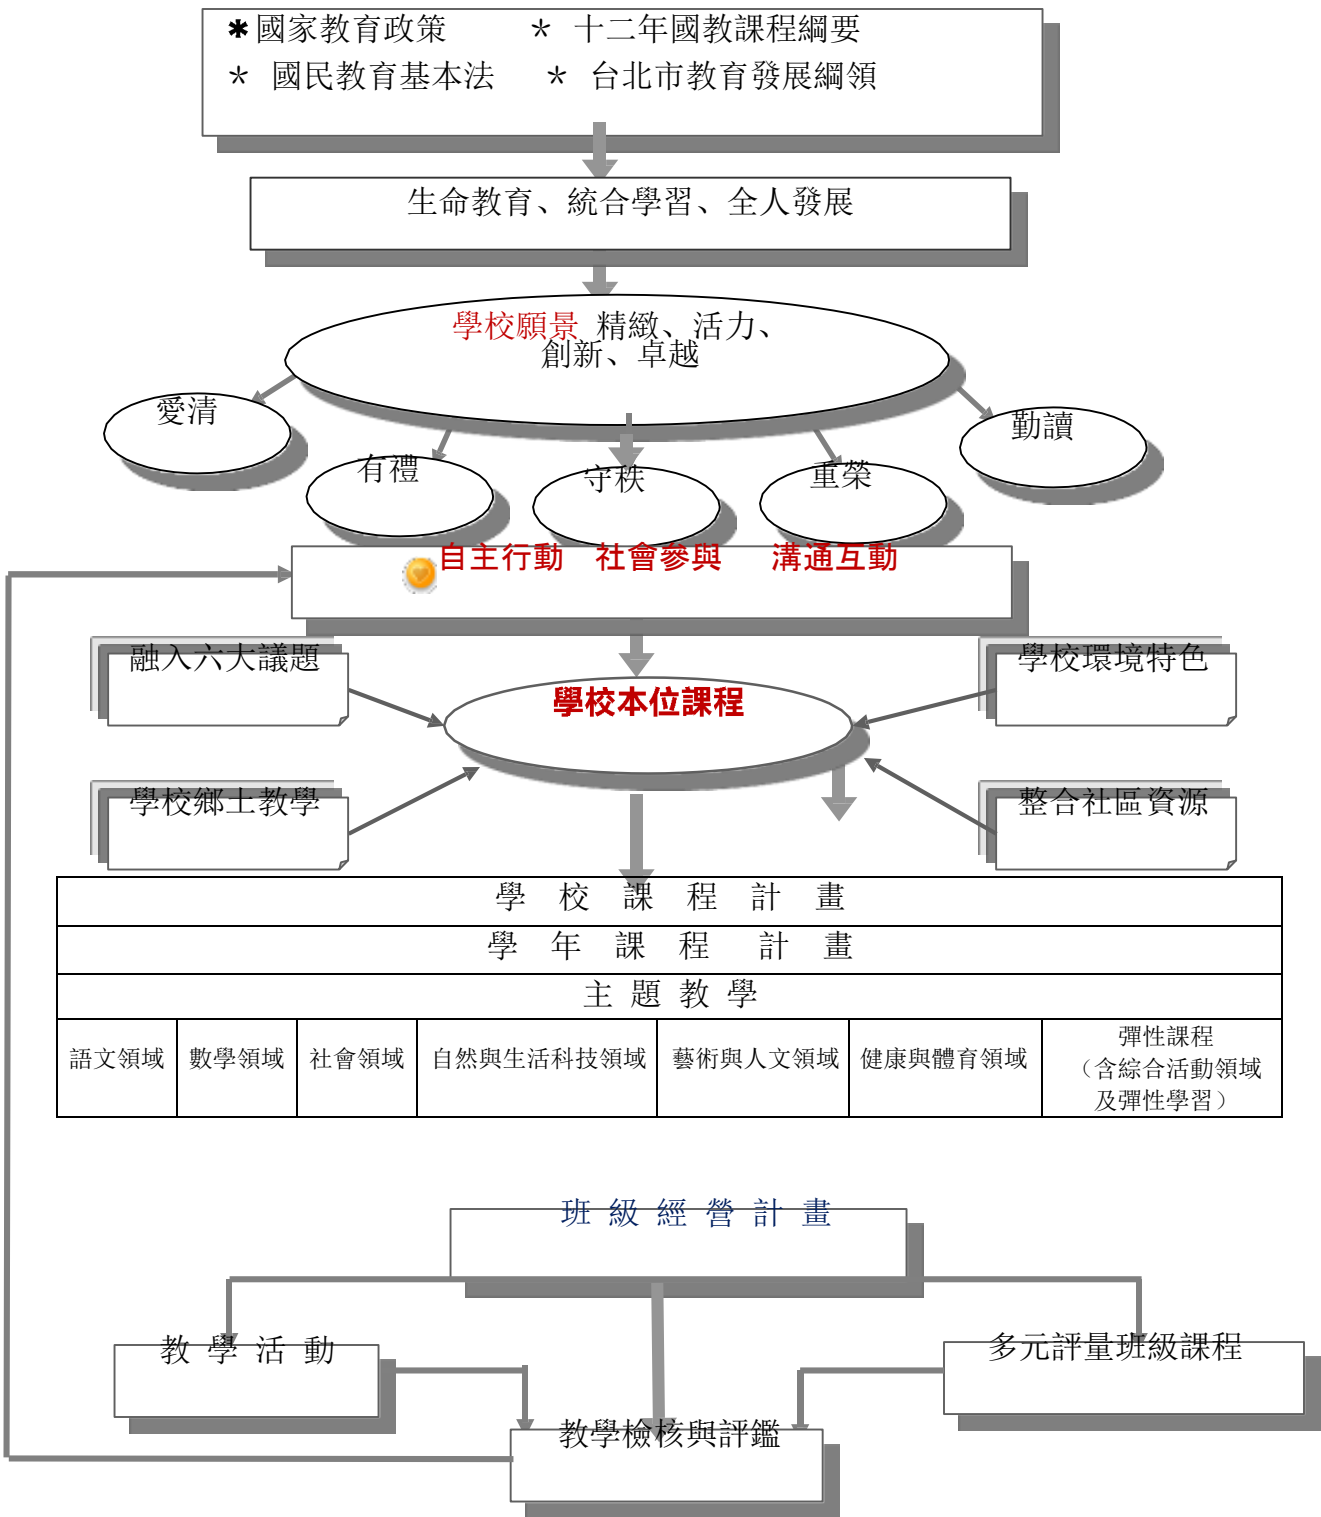 ✱國家教育政策 ＊ 十二年國教課程綱要
＊ 國民教育基本法 ＊ 台北市教育發展綱領
生命教育、統合學習、全人發展
學校願景 精緻、活力、
創新、卓越
愛清
有禮
守秩
重榮
勤讀
自主行動 社會參與 溝通互動
融入六大議題
學校環境特色
學校本位課程
學校鄉土教學
整合社區資源
學 校 課 程 計 畫
學 年 課 程 計 畫
主 題 教 學
語文領域 數學領域 社會領域 自然與生活科技領域 藝術與人文領域 健康與體育領域
彈性課程
（含綜合活動領域
及彈性學習）
班 級 經 營 計 畫
教 學 活 動
多元評量班級課程
教學檢核與評鑑